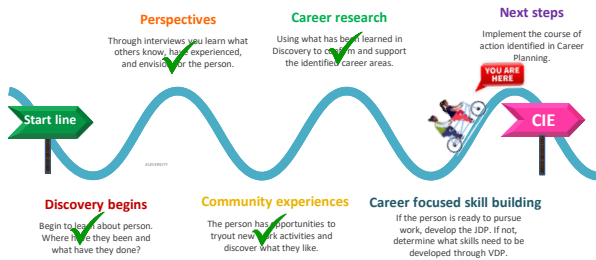 Perspectives
Through interviews you learn what
others know, have experienced,
and envision for the person.
Career research
Using what has been learned in
Discovery to confirm and support
the identified career areas.
Next steps
Implement the course of
action identified in Career
Planning.
YOU ARE
HERE
Start line
CIE
Discovery begins
Begin to learn about person.
Where have they been and
what have they done?
Community experiences
The person has opportunities to
tryout new work activities and
discover what they like.
Career focused skill building
If the person is ready to pursue
work, develop the JDP. If not,
determine what skills need to be
developed through VDP.